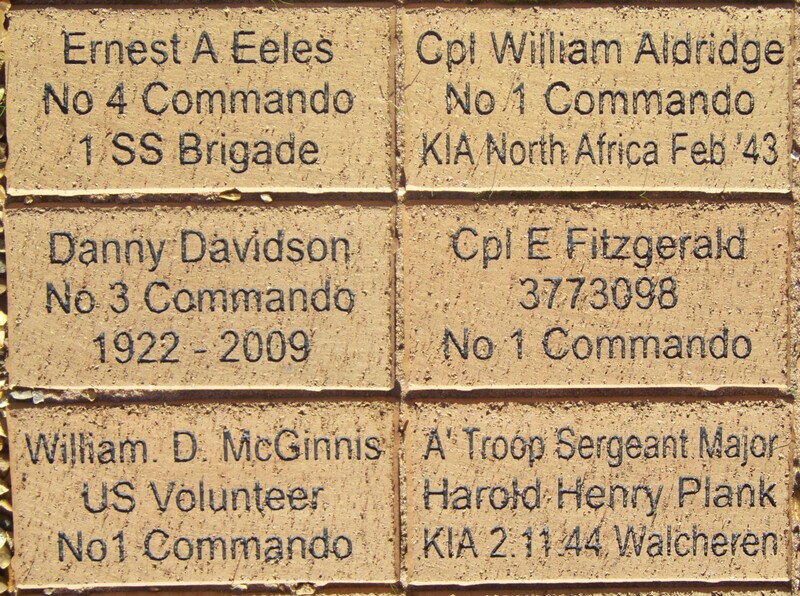 Ernest A Eeles
No 4 Commando
1 SS Brigade
Cpl William Aldridge
No 1 Commando
KIA North Africa Feb '43
Danny Davidson
No 3 Commando
1922 - 2009
Cpl E Fitzgerald
3773098
No 1 Commando
William. D. McGinnis
US Volunteer
No1 Commando
A' Troop Sergeant Major
Harold Henry Plank
KIA 2.11.44 Walcheren